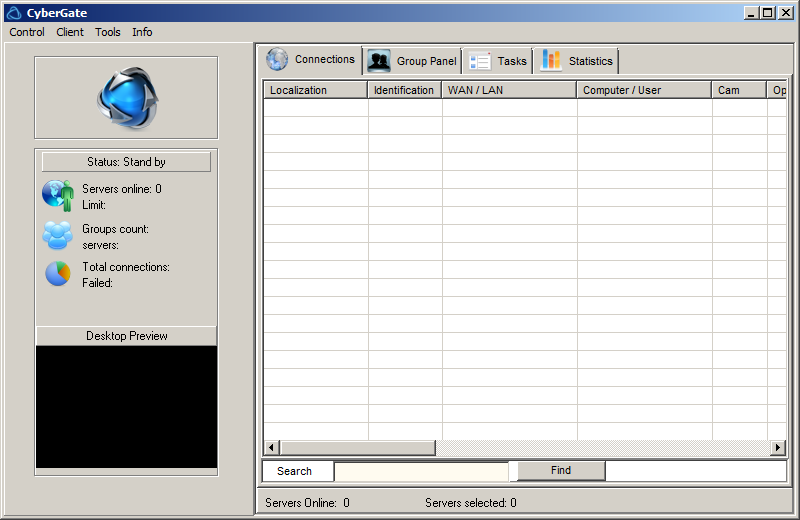 CyberGate
Control Client Tools Info
Connections Group Panel Tasks Statistics
Localization Identification WAN / LAN Computer / User Cam Op
Status: Stand by
Servers online: 0
Limit:
Groups count:
servers:
Total connections:
Failed:
Desktop Preview
Search Find
Servers Online: 0 Servers selected: 0